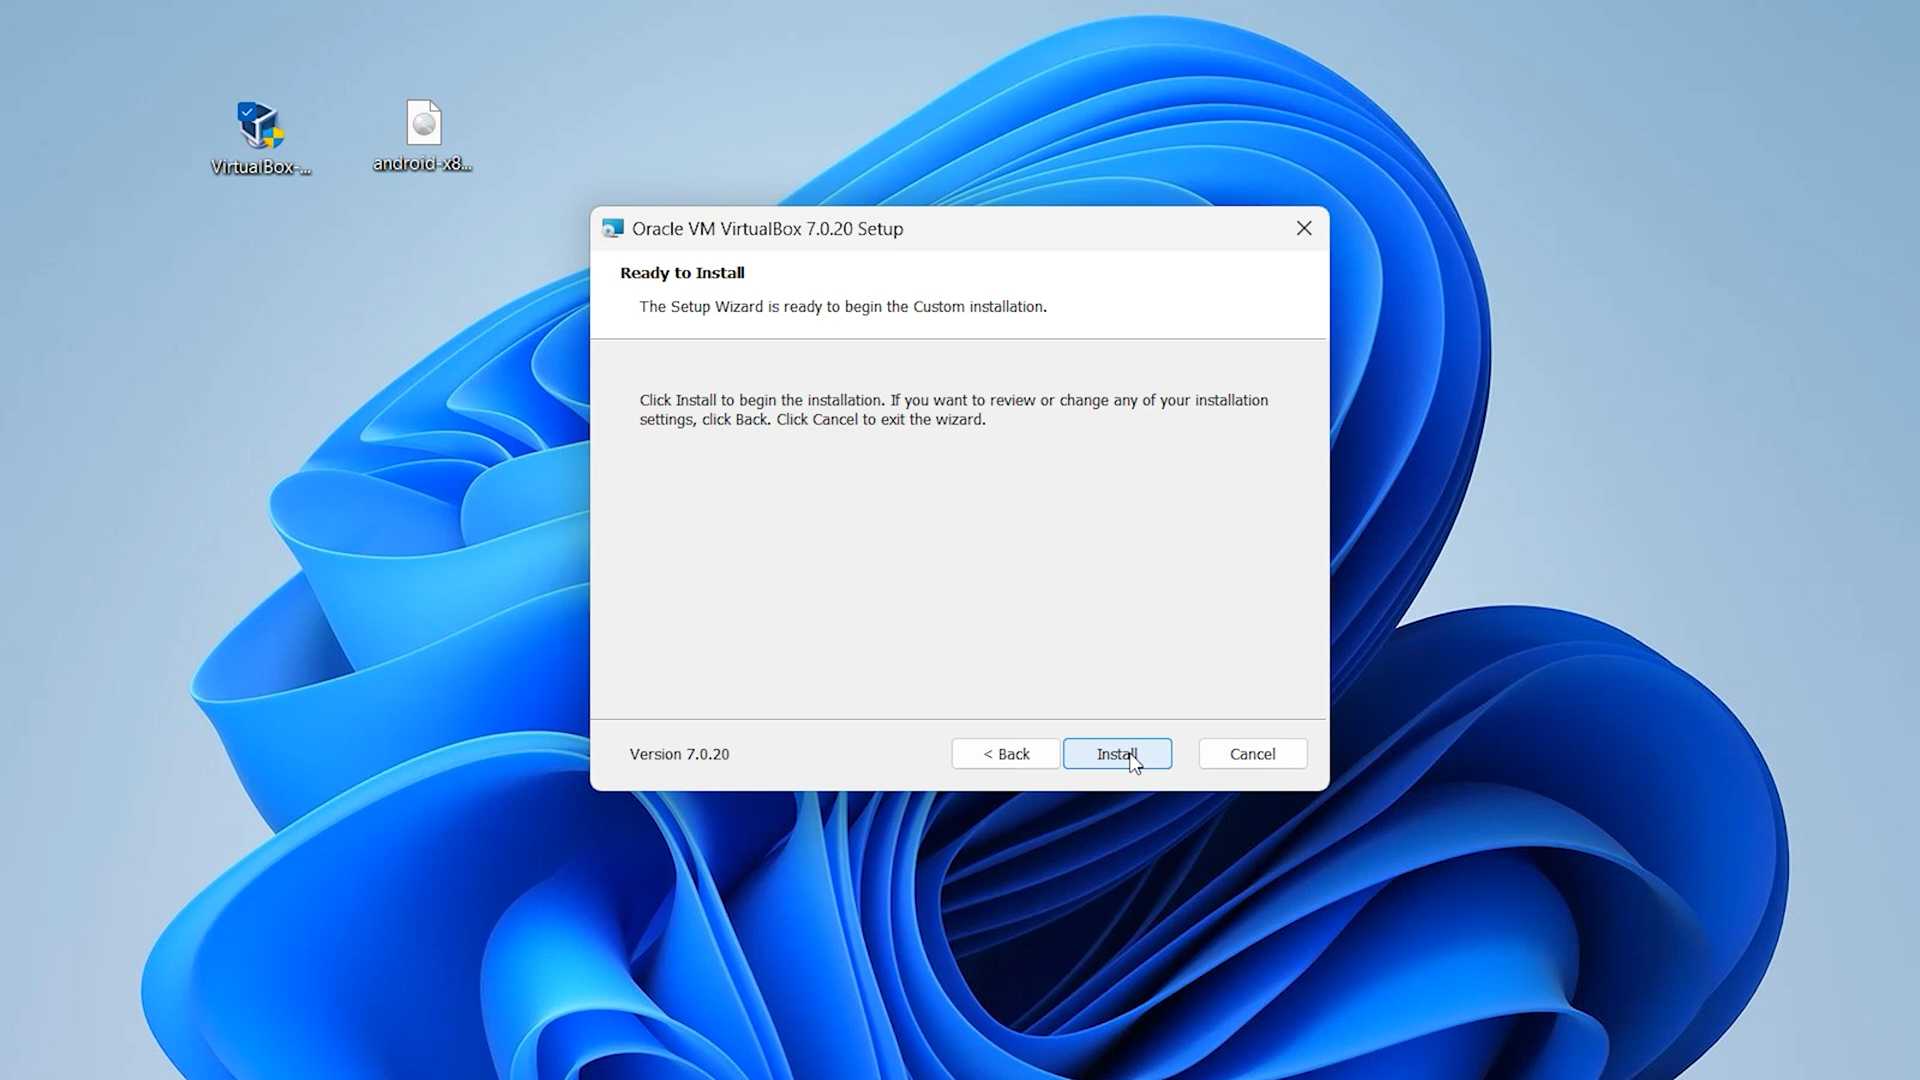 VirtualBox-...
android-x8...
Oracle VM VirtualBox 7.0.20 Setup
Ready to Install
The Setup Wizard is ready to begin the Custom installation.
Click Install to begin the installation. If you want to review or change any of your installation
settings, click Back. Click Cancel to exit the wizard.
Version 7.0.20
< Back
Install
Cancel